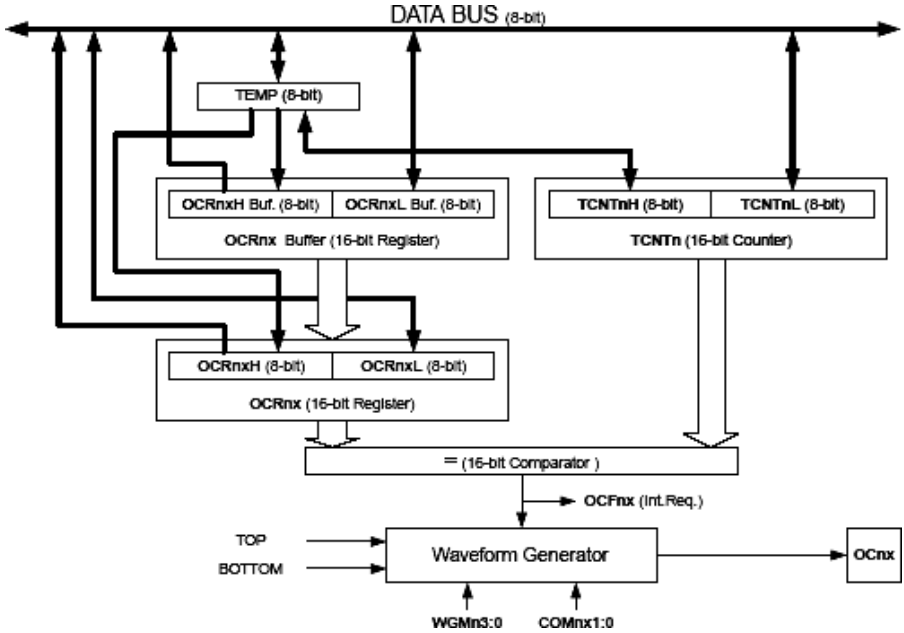 DATA BUS (8-bit)
TEMP (8-bit)
OCRnxH Buf. (8-bit) OCRnxL Buf. (8-bit)
OCRnx Buffer (16-bit Register)
TCNTnH (8-bit) TCNTnL (8-bit)
TCNTn (16-bit Counter)
OCRnxH (8-bit) OCRnxL (8-bit)
OCRnx (16-bit Register)
= (16-bit Comparator )
OCFnx (Int.Req.)
TOP
BOTTOM
Waveform Generator
OCnx
WGMn3:0 COMnx1:0